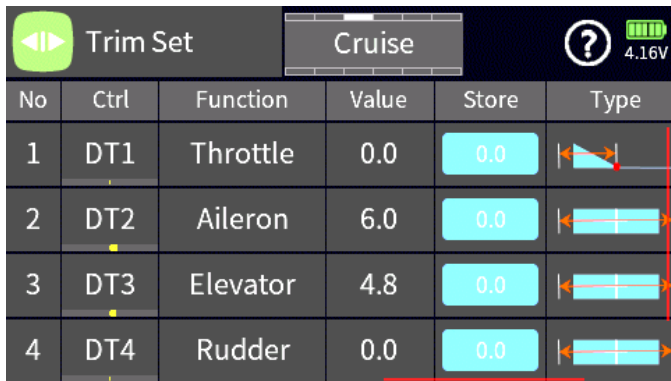 Trim Set Cruise ? 4.16V
No Ctrl Function Value Store Type
1 DT1 Throttle 0.0 0.0
2 DT2 Aileron 6.0 0.0
3 DT3 Elevator 4.8 0.0
4 DT4 Rudder 0.0 0.0